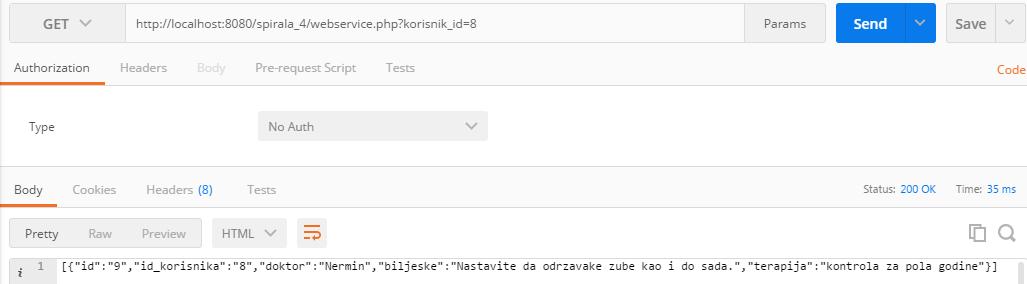 GET http://localhost:8080/spirala_4/webservice.php?korisnik_id=8 Params Send Save
Authorization Headers Body Pre-request Script Tests Code
Type No Auth
Body Cookies Headers (8) Tests Status: 200 OK Time: 35 ms
Pretty Raw Preview HTML
i 1 [{"id":"9","id_korisnika":"8","doktor":"Nermin","biljeske":"Nastavite da odrzavake zube kao i do sada.","terapija":"kontrola za pola godine"}]